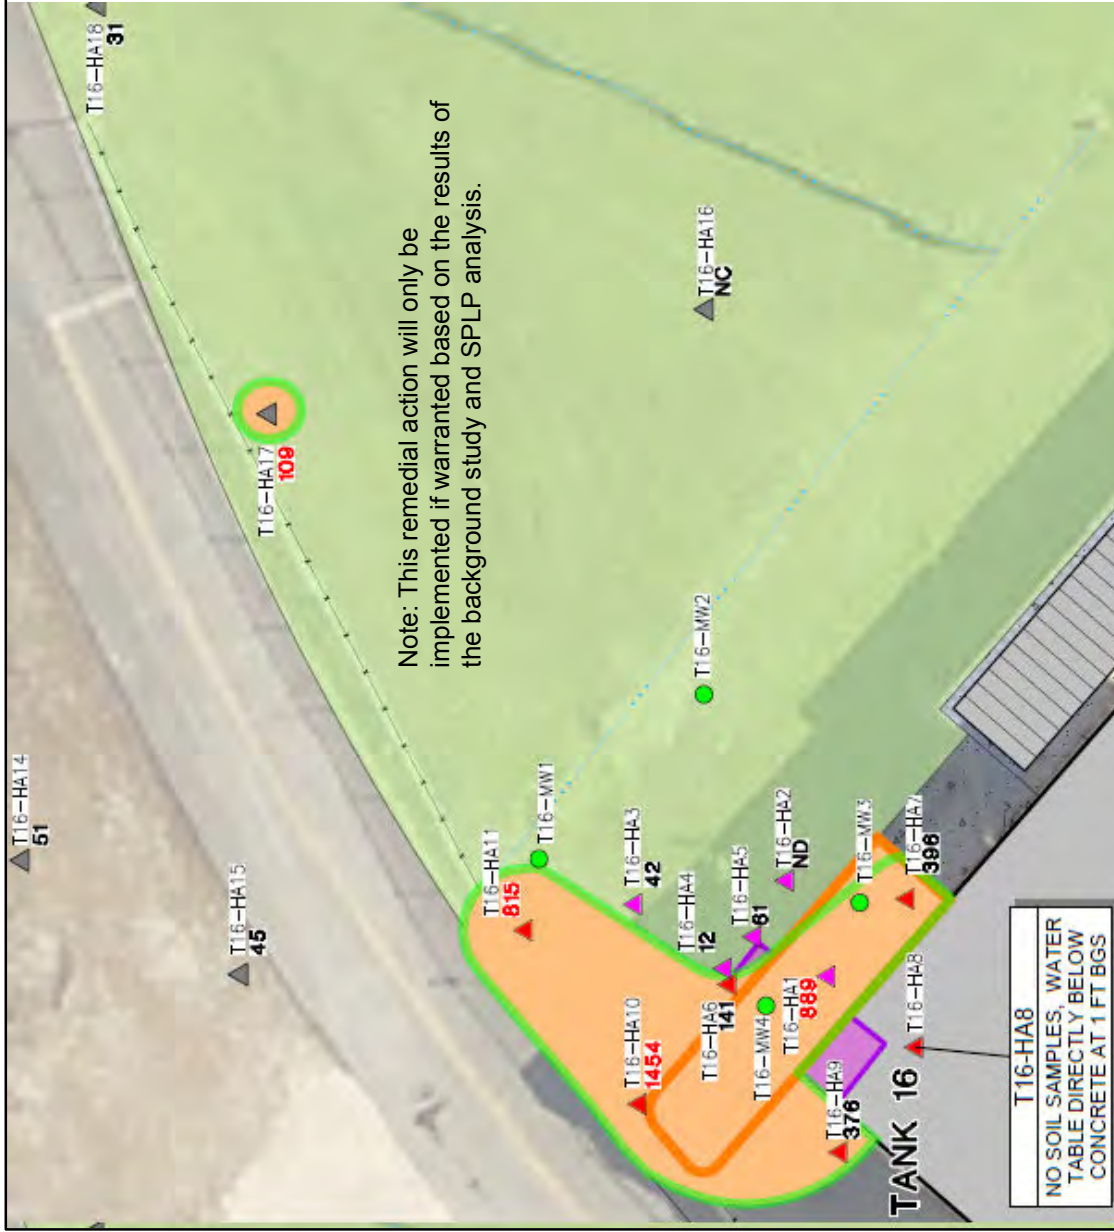 T16-HA18
31
T16-HA14
51
T16-HA15
45
T16-HA17
109
Note: This remedial action will only be
implemented if warranted based on the results of
the background study and SPLP analysis.
T16-HA16
NC
T16-MW2
T16-MW1
T16-HA11
815
T16-HA3
42
T16-HA4
12
T16-HA5
61
T16-HA2
ND
T16-MW3
T16-HA7
396
T16-HA10
1454
T16-HA6
141
T16-MW4
T16-HA1
889
T16-HA9
376
T16-HA8
TANK 16
T16-HA8
NO SOIL SAMPLES, WATER
TABLE DIRECTLY BELOW
CONCRETE AT 1 FT BGS